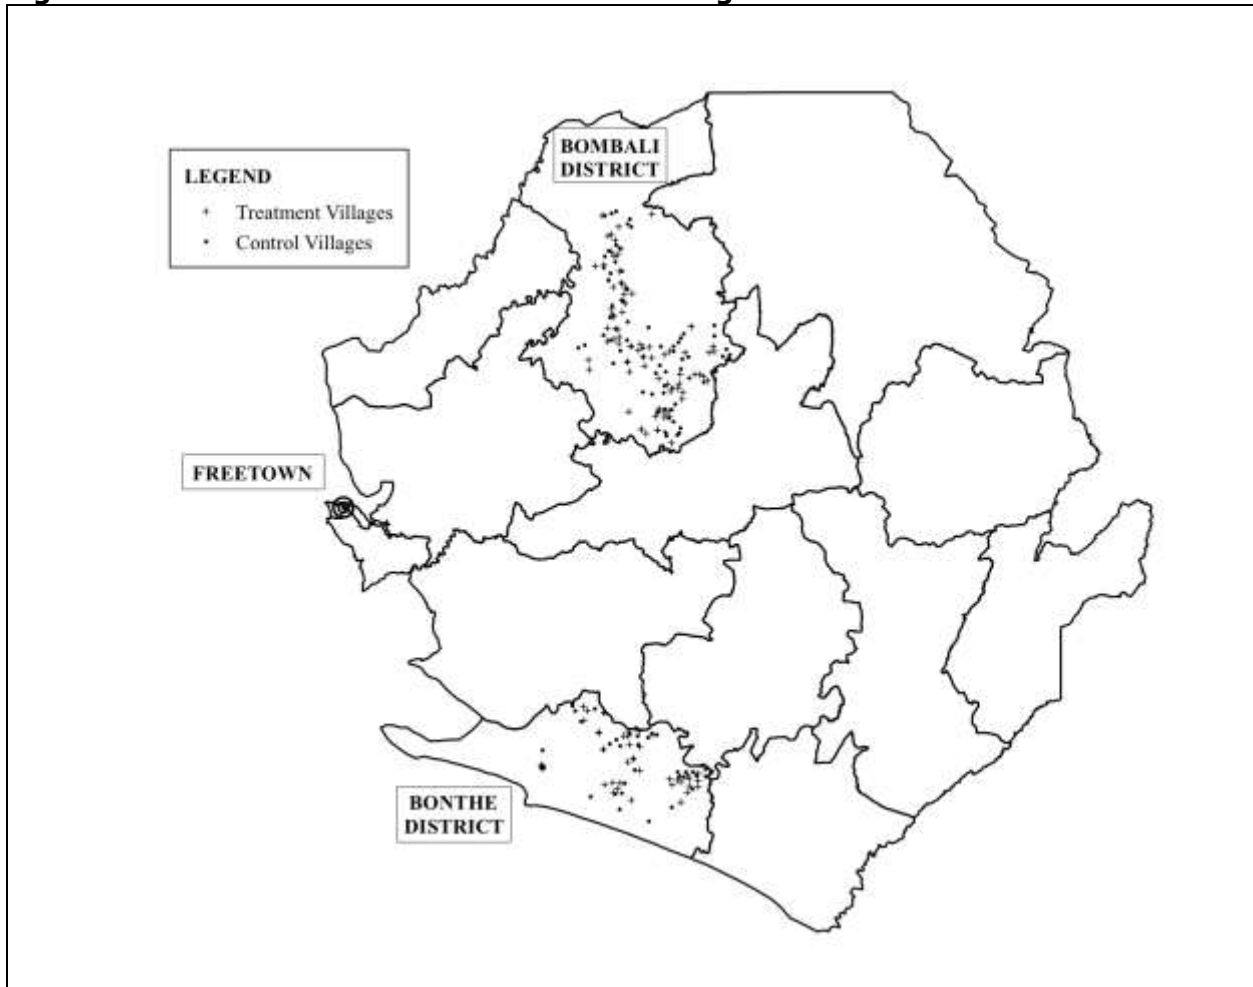 BOMBALI
DISTRICT
LEGEND
+ Treatment Villages
• Control Villages
FREETOWN
BONTHE
DISTRICT